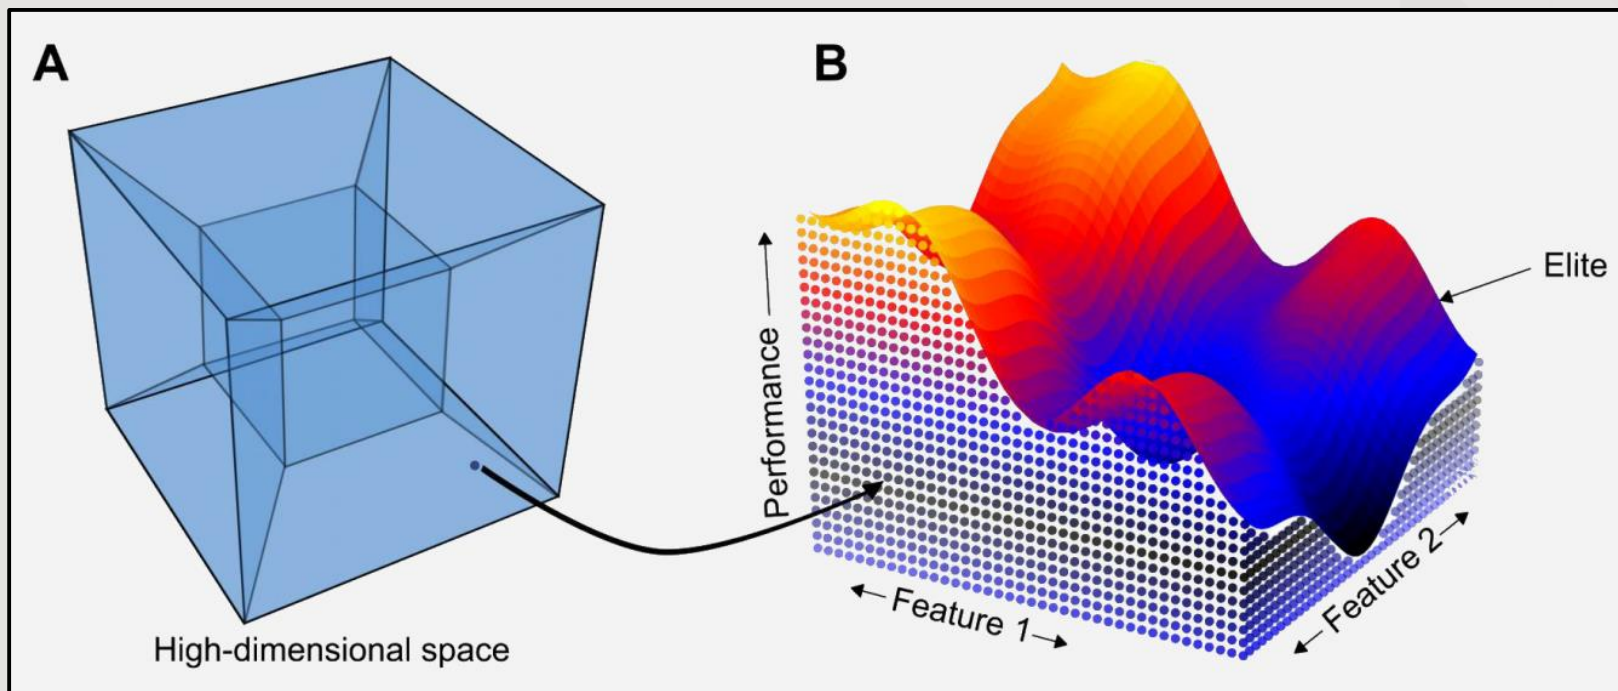 A
B
Elite
Performance
Feature 1
Feature 2
High-dimensional space